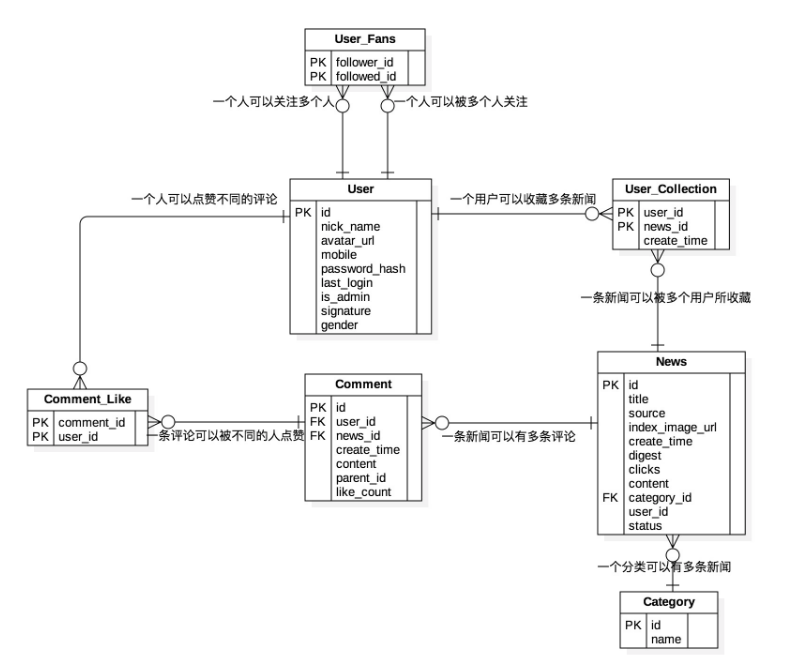 User_Fans
PK follower_id
PK followed_id
一个人可以关注多个人
一个人可以被多个人关注
User
PK id
nick_name
avatar_url
mobile
password_hash
last_login
is_admin
signature
gender
一个人可以点赞不同的评论
一个用户可以收藏多条新闻
User_Collection
PK user_id
PK news_id
create_time
一条新闻可以被多个用户所收藏
News
PK id
title
source
index_image_url
create_time
digest
clicks
content
FK category_id
user_id
status
Comment_Like
PK comment_id
PK user_id
一条评论可以被不同的人点赞
Comment
PK id
FK user_id
FK news_id
create_time
content
parent_id
like_count
一条新闻可以有多条评论
一个分类可以有多条新闻
Category
PK id
name